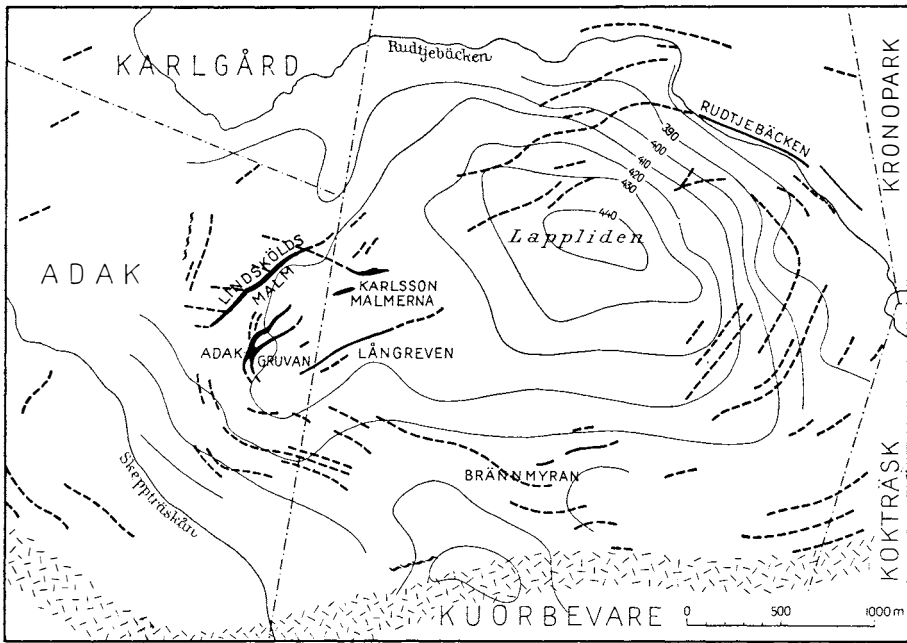 KARLGÅRD
Rudtjebäcken
KRONOPARK
RUDTJEBÄCKEN
390
400
410
420
430
440
Lappliden
ADAK
LINDSKÖLDS
MALM
KARLSSON
MALMERNA
ADAK
GRUVAN
LÅNGREVEN
BRÄNNMYRAN
Skeppträskån
KOKTRÄSK
KUORBEVARE
0 500 1000 m